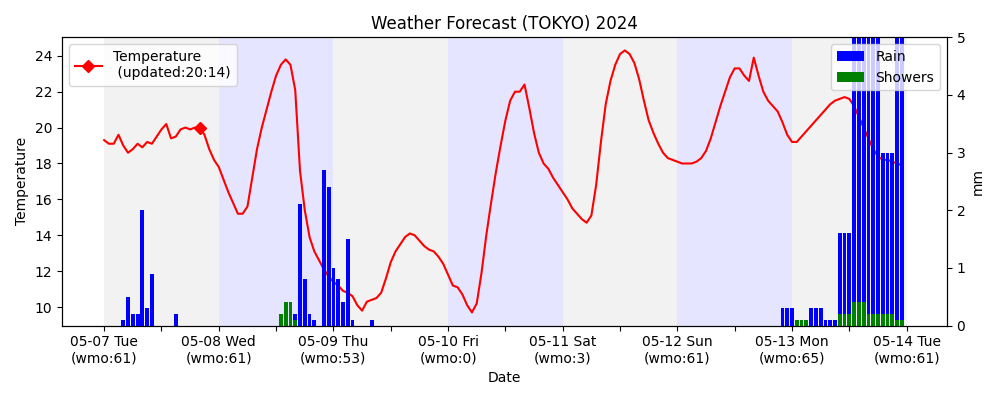 Weather Forecast (TOKYO) 2024
Temperature
(updated:20:14)
Rain
Showers
24
22
20
18
16
14
12
10
Temperature
5
4
3
2
1
0
mm
05-07 Tue
(wmo:61)
05-08 Wed
(wmo:61)
05-09 Thu
(wmo:53)
05-10 Fri
(wmo:0)
05-11 Sat
(wmo:3)
05-12 Sun
(wmo:61)
05-13 Mon
(wmo:65)
05-14 Tue
(wmo:61)
Date